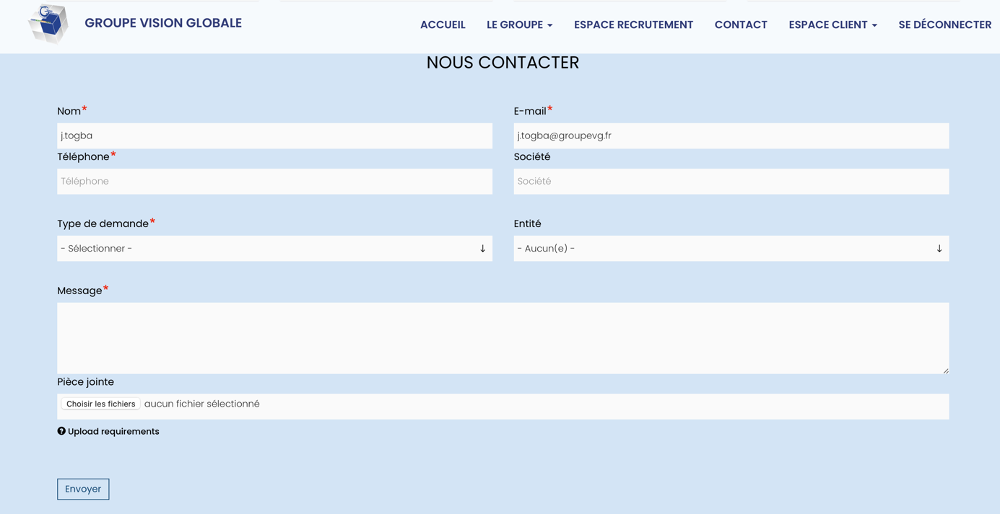 GROUPE VISION GLOBALE
ACCUEIL LE GROUPE ESPACE RECRUTEMENT CONTACT ESPACE CLIENT SE DÉCONNECTER
NOUS CONTACTER
Nom* E-mail*
j.togba j.togba@groupevg.fr
Téléphone* Société
Téléphone Société
Type de demande* Entité
- Sélectionner - - Aucun(e) -
Message*
Pièce jointe
Choisir les fichiers aucun fichier sélectionné
Upload requirements
Envoyer